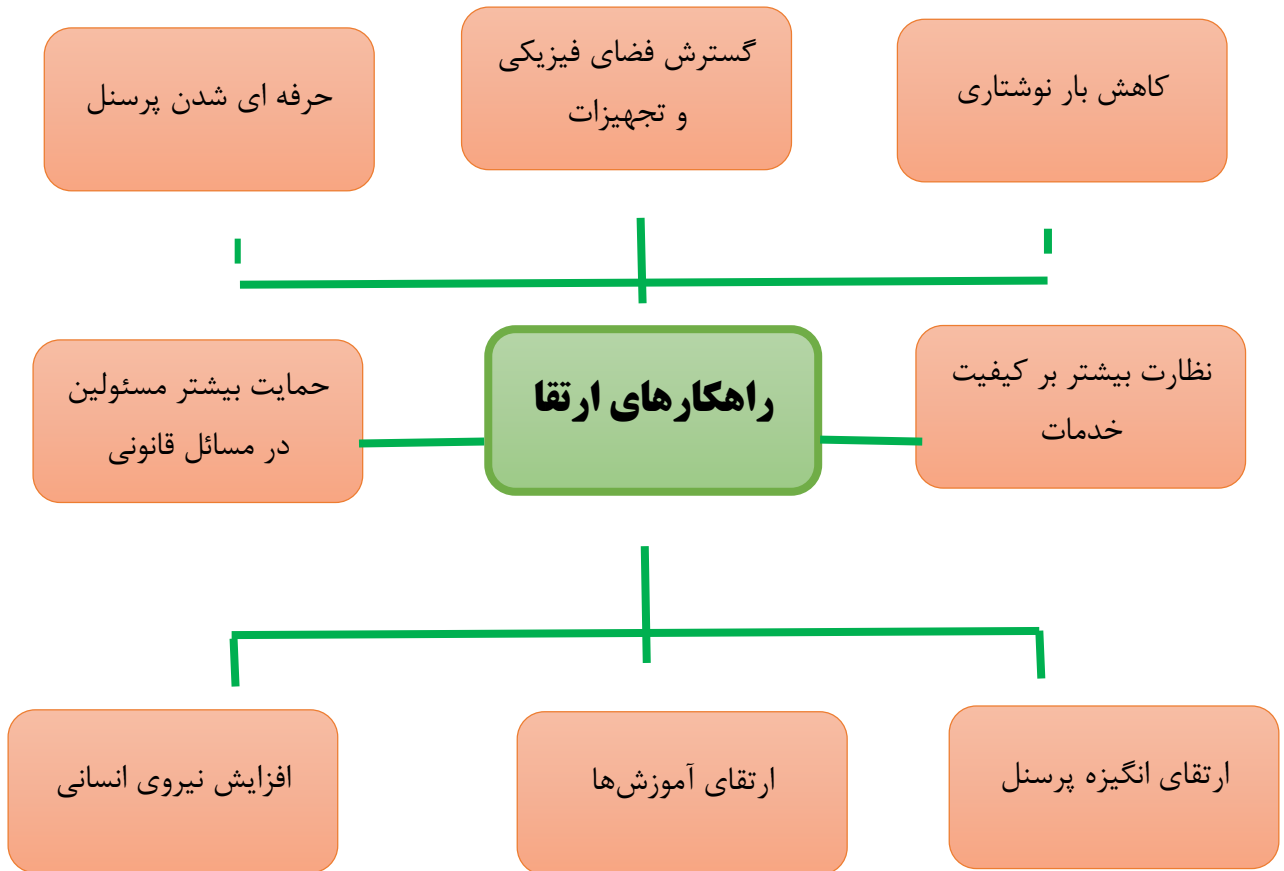 کاهش بار نوشتاری
گسترش فضای فیزیکی
و تجهیزات
حرفه ای شدن پرسنل
نظارت بیشتر بر کیفیت
خدمات
راهکارهای ارتقا
حمایت بیشتر مسئولین
در مسائل قانونی
ارتقای انگیزه پرسنل
ارتقای آموزش‌ها
افزایش نیروی انسانی